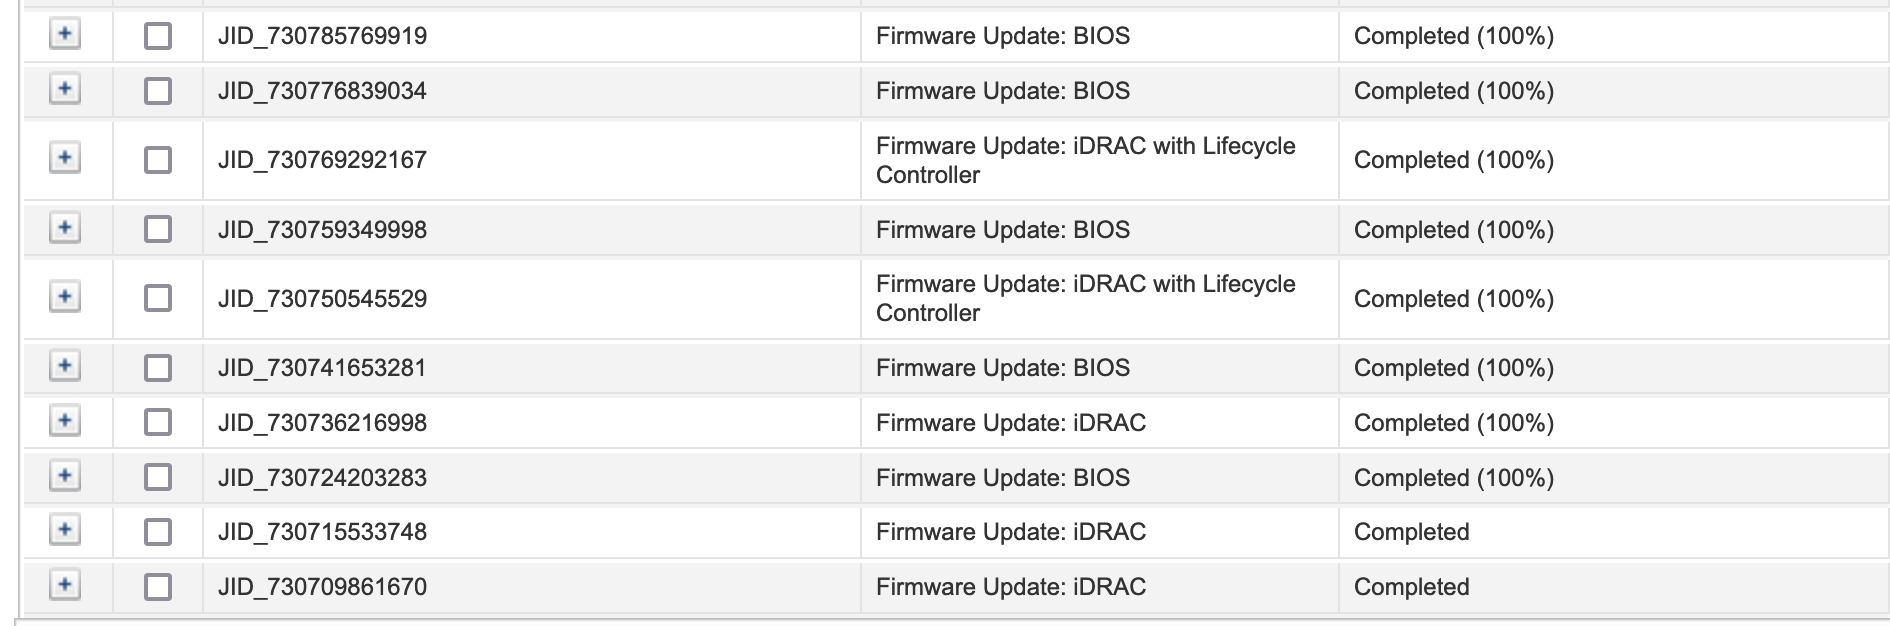 JID_730785769919 Firmware Update: BIOS Completed (100%)
JID_730776839034 Firmware Update: BIOS Completed (100%)
JID_730769292167 Firmware Update: iDRAC with Lifecycle Controller Completed (100%)
JID_730759349998 Firmware Update: BIOS Completed (100%)
JID_730750545529 Firmware Update: iDRAC with Lifecycle Controller Completed (100%)
JID_730741653281 Firmware Update: BIOS Completed (100%)
JID_730736216998 Firmware Update: iDRAC Completed (100%)
JID_730724203283 Firmware Update: BIOS Completed (100%)
JID_730715533748 Firmware Update: iDRAC Completed
JID_730709861670 Firmware Update: iDRAC Completed